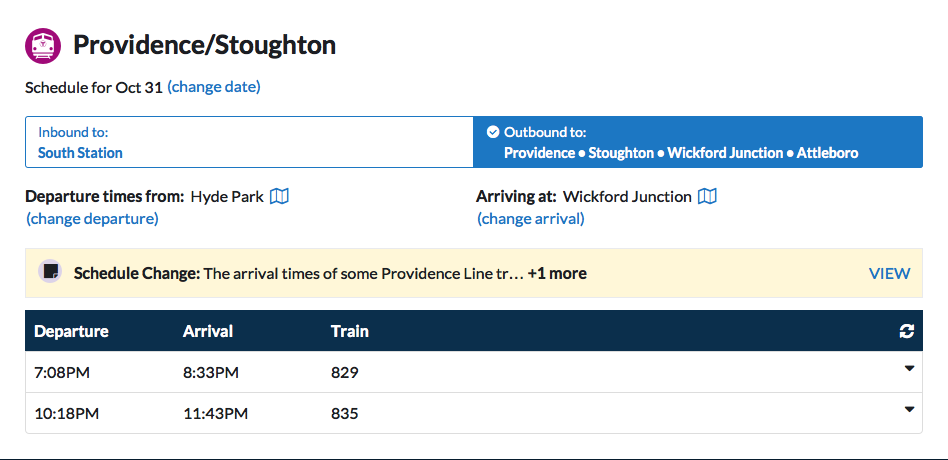 Providence/Stoughton
Schedule for Oct 31 (change date)
Inbound to:
South Station
Outbound to:
Providence • Stoughton • Wickford Junction • Attleboro
Departure times from: Hyde Park
(change departure)
Arriving at: Wickford Junction
(change arrival)
Schedule Change: The arrival times of some Providence Line tr… +1 more VIEW
Departure Arrival Train
7:08PM 8:33PM 829
10:18PM 11:43PM 835